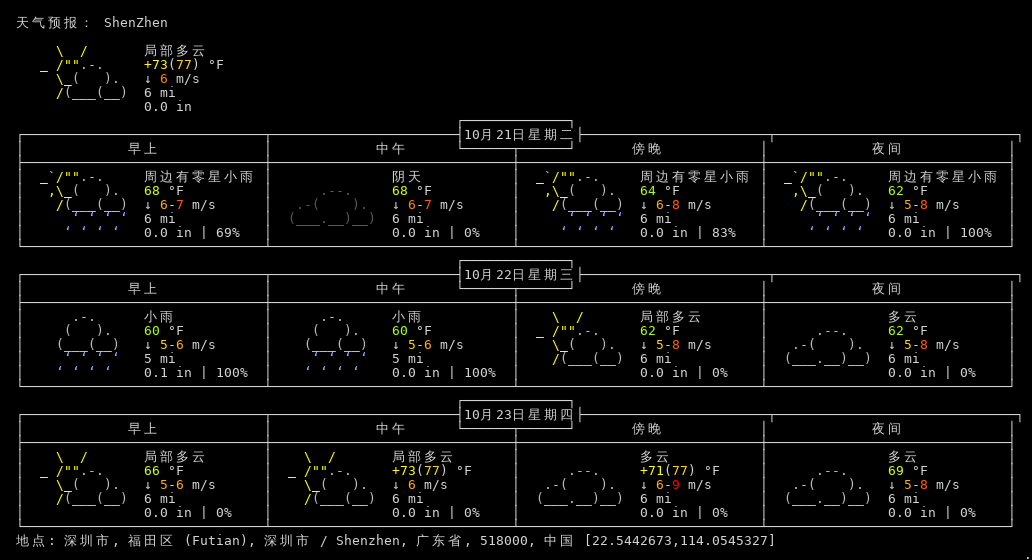 天气预报： ShenZhen
局部多云
+73(77) °F
↓ 6 m/s
6 mi
0.0 in
10月21日星期二
早上 中午 傍晚 夜间
周边有零星小雨 阴天 周边有零星小雨 周边有零星小雨
68 °F 68 °F 64 °F 62 °F
↓ 6-7 m/s ↓ 6-7 m/s ↓ 6-8 m/s ↓ 5-8 m/s
6 mi 6 mi 6 mi 6 mi
0.0 in | 69% 0.0 in | 0% 0.0 in | 83% 0.0 in | 100%
10月22日星期三
早上 中午 傍晚 夜间
小雨 小雨 局部多云 多云
60 °F 60 °F 62 °F 62 °F
↓ 5-6 m/s ↓ 5-6 m/s ↓ 5-8 m/s ↓ 5-8 m/s
5 mi 5 mi 6 mi 6 mi
0.1 in | 100% 0.0 in | 100% 0.0 in | 0% 0.0 in | 0%
10月23日星期四
早上 中午 傍晚 夜间
局部多云 局部多云 多云 多云
66 °F +73(77) °F +71(77) °F 69 °F
↓ 5-6 m/s ↓ 6 m/s ↓ 6-9 m/s ↓ 5-8 m/s
6 mi 6 mi 6 mi 6 mi
0.0 in | 0% 0.0 in | 0% 0.0 in | 0% 0.0 in | 0%
地点: 深圳市, 福田区 (Futian), 深圳市 / Shenzhen, 广东省, 518000, 中国 [22.5442673,114.0545327]